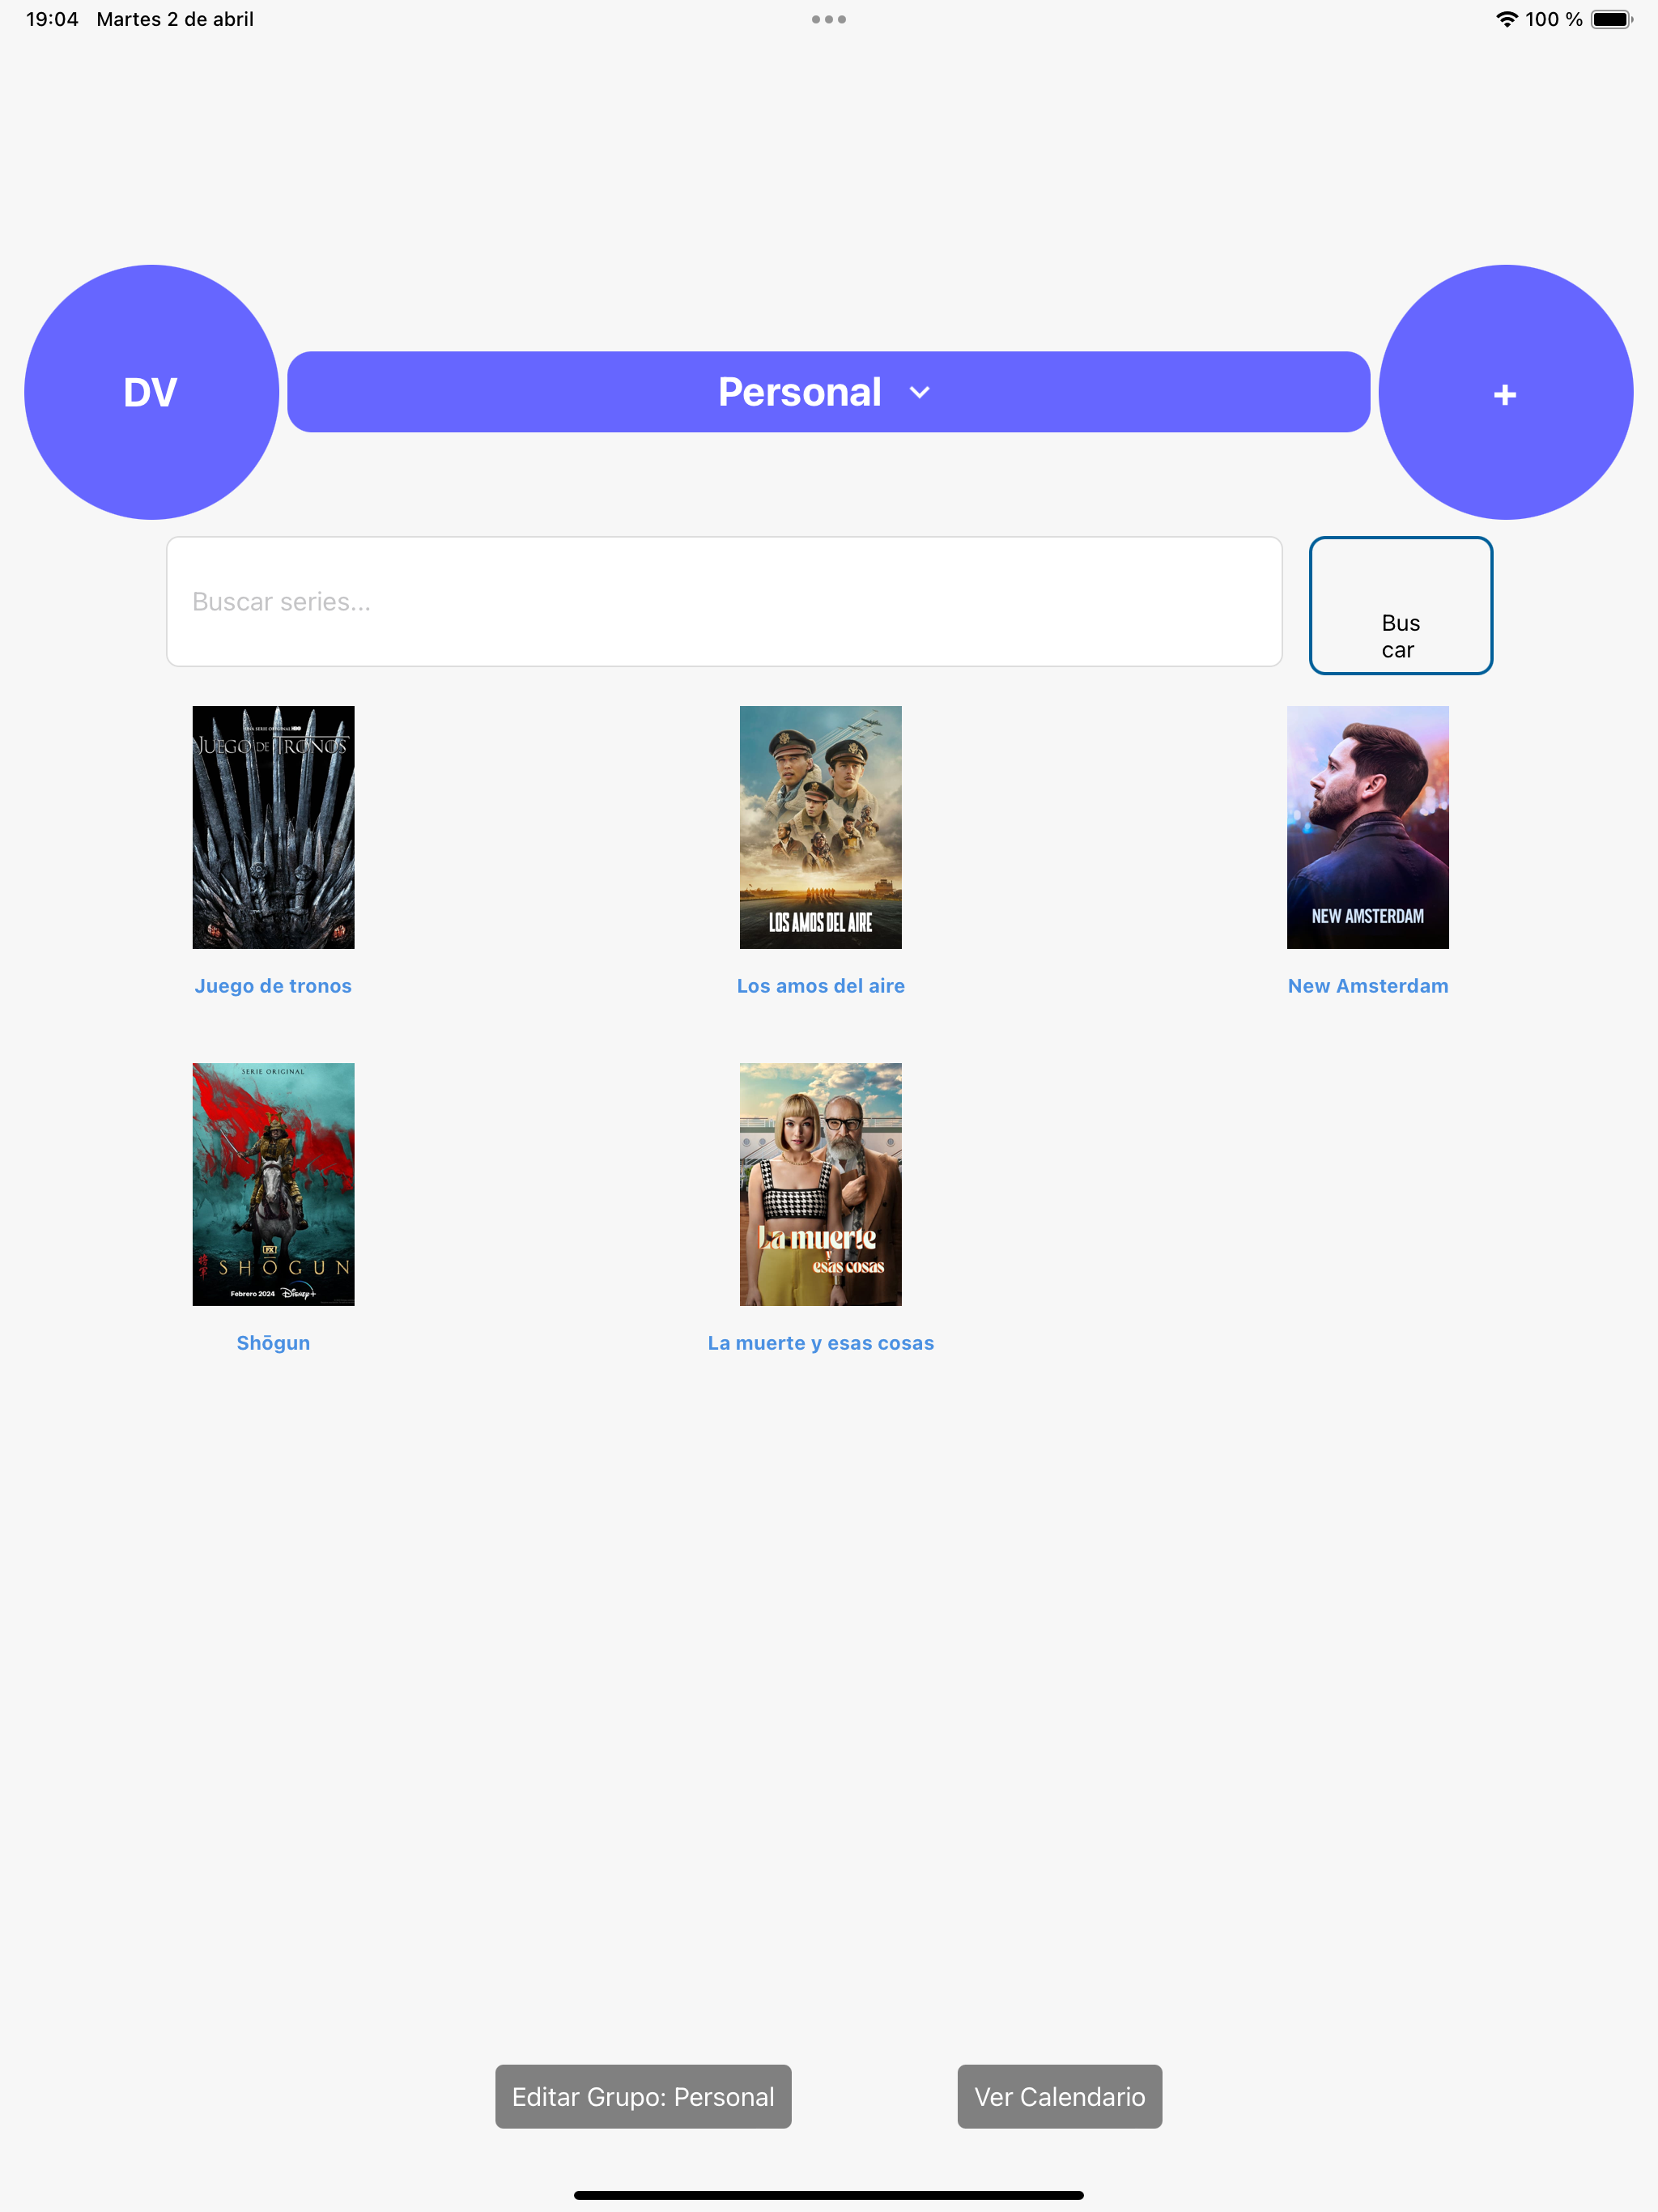 19:04 Martes 2 de abril
100 %
DV
Personal
+
Buscar series...
Bus
car
UNA SERIE ORIGINAL HBO
JUEGO DE TRONOS
LOS AMOS DEL AIRE
NEW AMSTERDAM
Juego de tronos
Los amos del aire
New Amsterdam
SERIE ORIGINAL
FX
将軍
SHŌGUN
Febrero 2024 Disney+
La muerte
y
esas cosas
Shōgun
La muerte y esas cosas
Editar Grupo: Personal
Ver Calendario